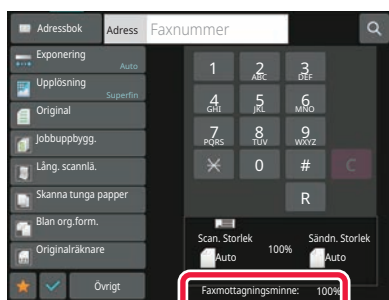 Adressbok Adress Faxnummer
Exponering
Auto
Upplösning
Superfin
Original
Jobbuppbygg.
Lång. scannlä.
Skanna tunga papper
Blan org.form.
Originalräknare
Övrigt
1 2 3
ABC DEF
4 5 6
GHI JKL MNO
7 8 9
PQRS TUV WXYZ
0 # C
R
Scan. Storlek Sändn. Storlek
100%
Auto Auto
Faxmottagningsminne: 100%